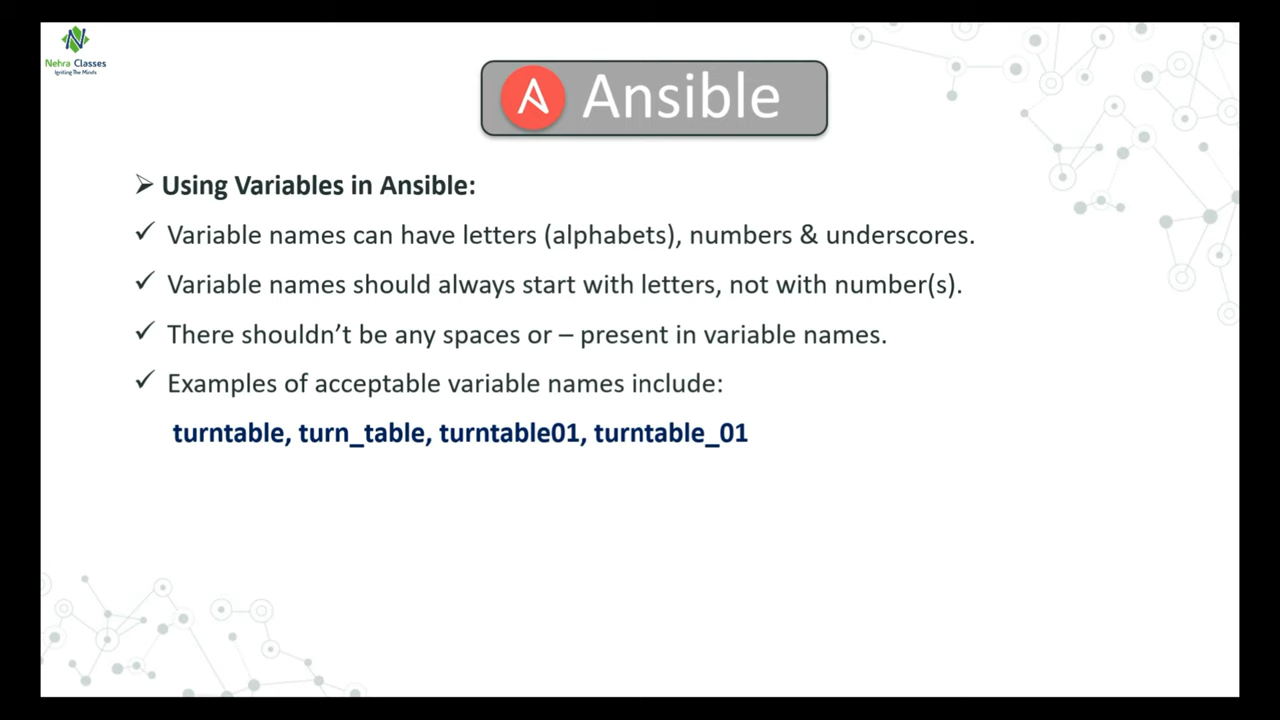 Nehra Classes
Igniting The Minds
Ansible
➢ Using Variables in Ansible:
✓ Variable names can have letters (alphabets), numbers & underscores.
✓ Variable names should always start with letters, not with number(s).
✓ There shouldn’t be any spaces or – present in variable names.
✓ Examples of acceptable variable names include:
turntable, turn_table, turntable01, turntable_01